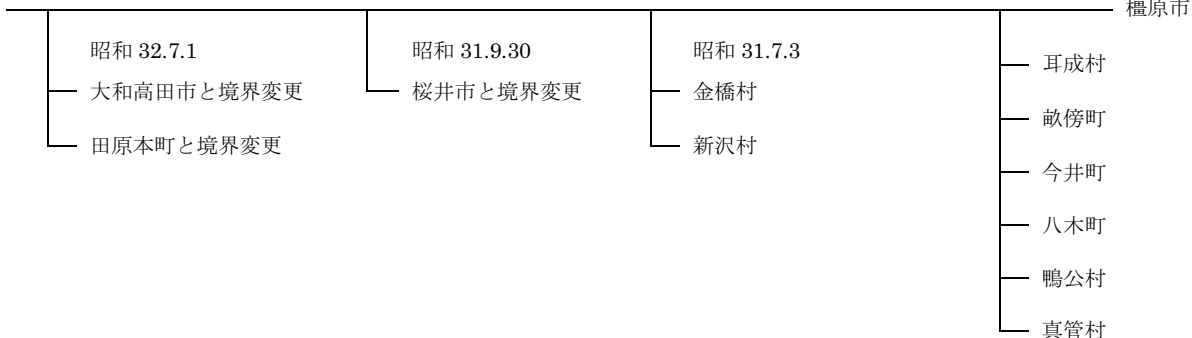 橿原市
耳成村
畝傍町
今井町
八木町
鴨公村
真管村
昭和 31.7.3
金橋村
新沢村
昭和 31.9.30
桜井市と境界変更
昭和 32.7.1
大和高田市と境界変更
田原本町と境界変更